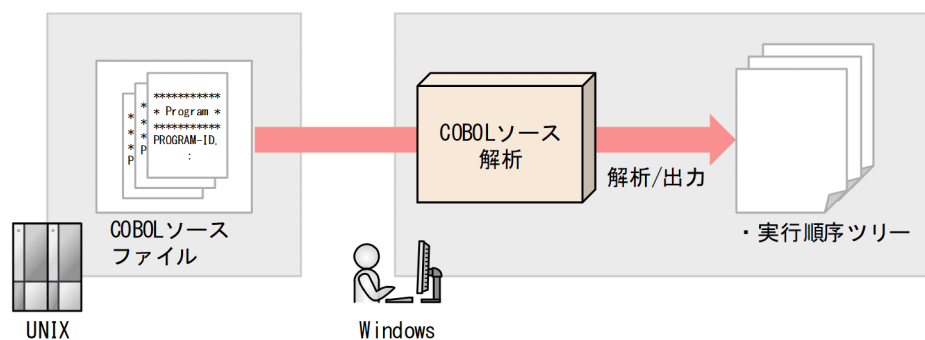 ***********
* Program *
***********
PROGRAM-ID.
:
COBOLソース
ファイル
UNIX
COBOLソース
解析
解析/出力
・実行順序ツリー
Windows